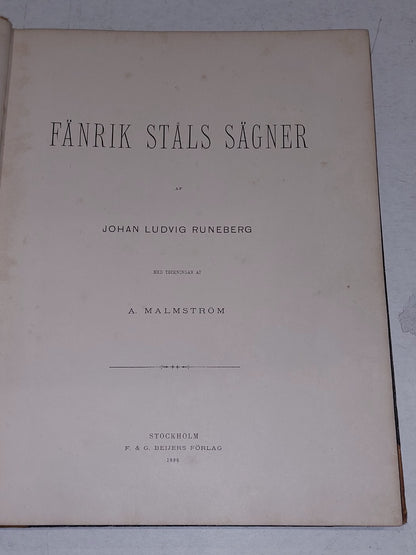 FÄNRIK STÅLS SÄGNER
AF
JOHAN LUDVIG RUNEBERG
MED TECKNINGAR AF
A. MALMSTRÖM
STOCKHOLM
F. & G. BEIJERS FÖRLAG